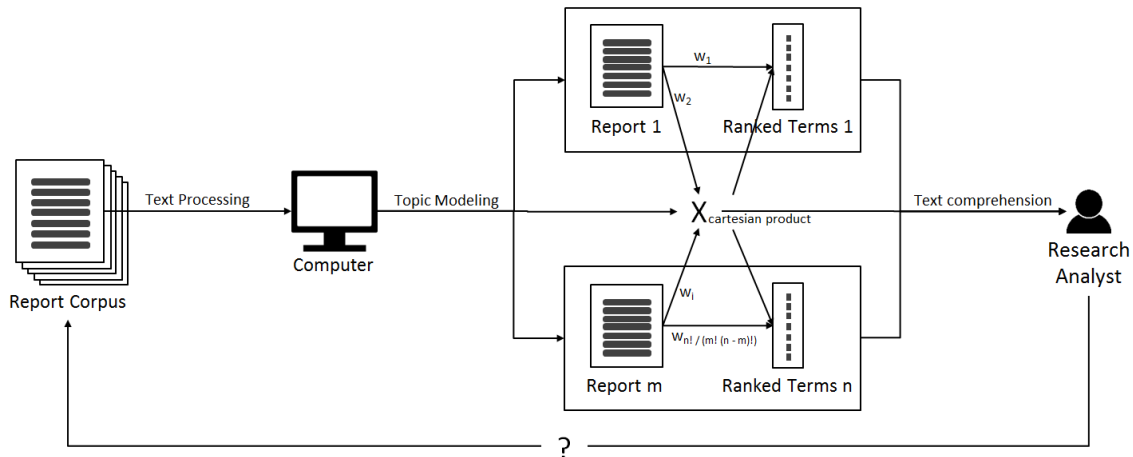 w1
w2
Report 1
Ranked Terms 1
Text Processing
Topic Modeling
X cartesian product
Text comprehension
Computer
Report Corpus
Research
Analyst
wi
wn! / (m! (n - m)!)
Report m
Ranked Terms n
?